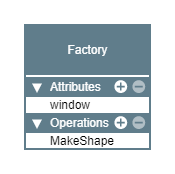 Factory
Attributes
window
Operations
MakeShape